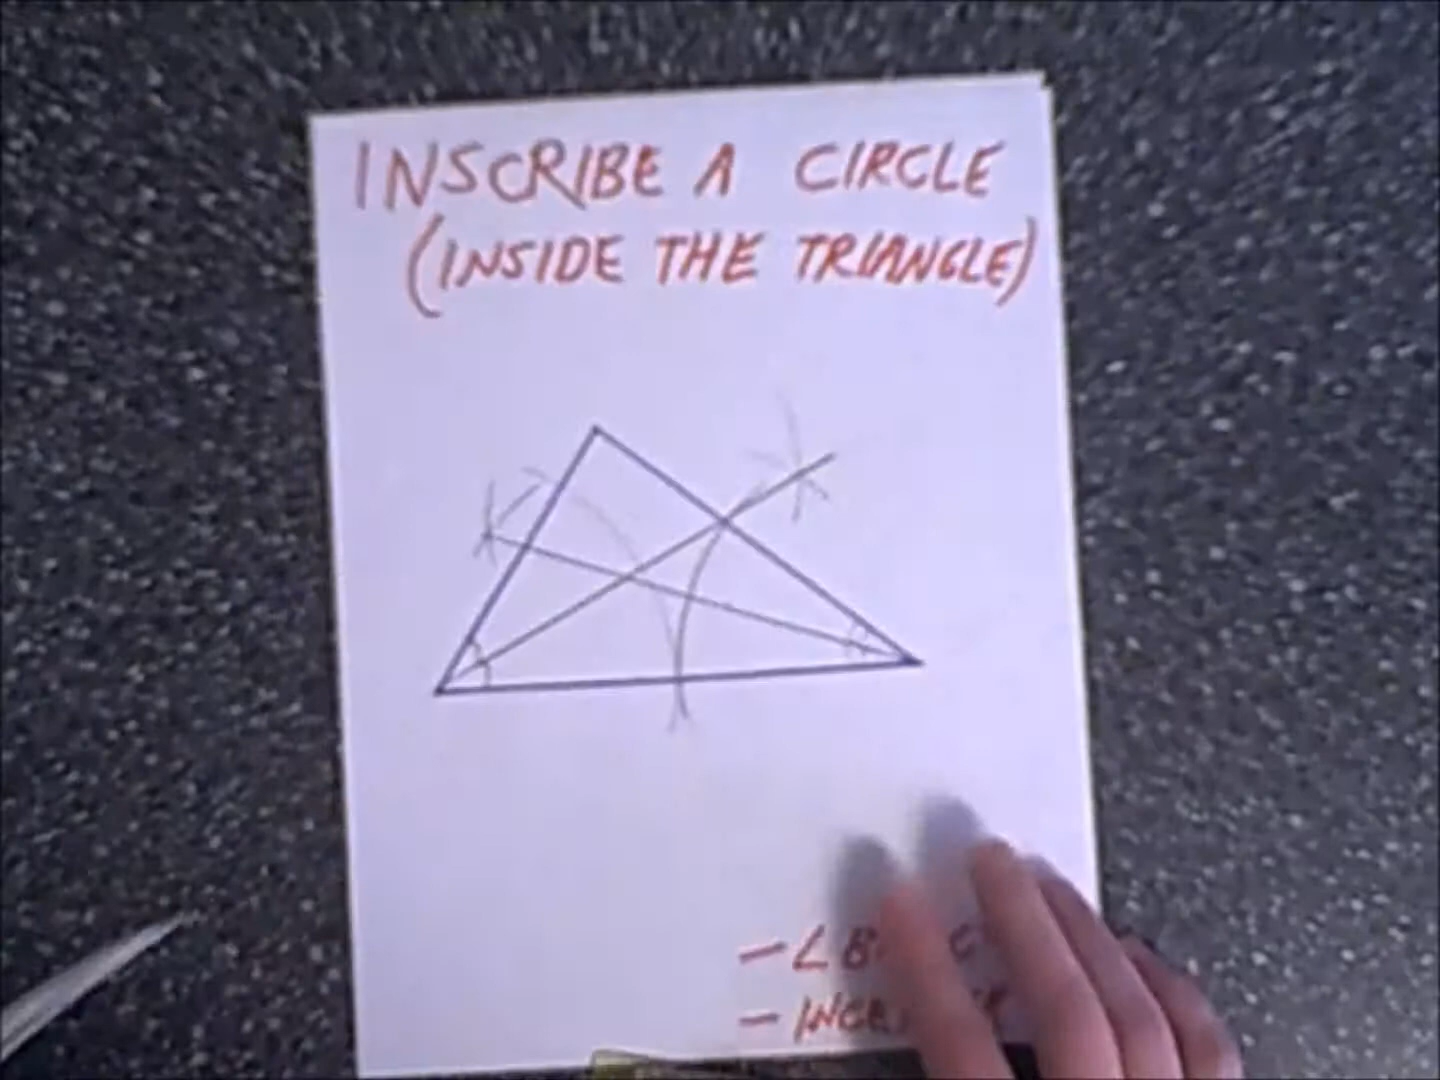 INSCRIBE A CIRCLE
(INSIDE THE TRIANGLE)
— ∠
—